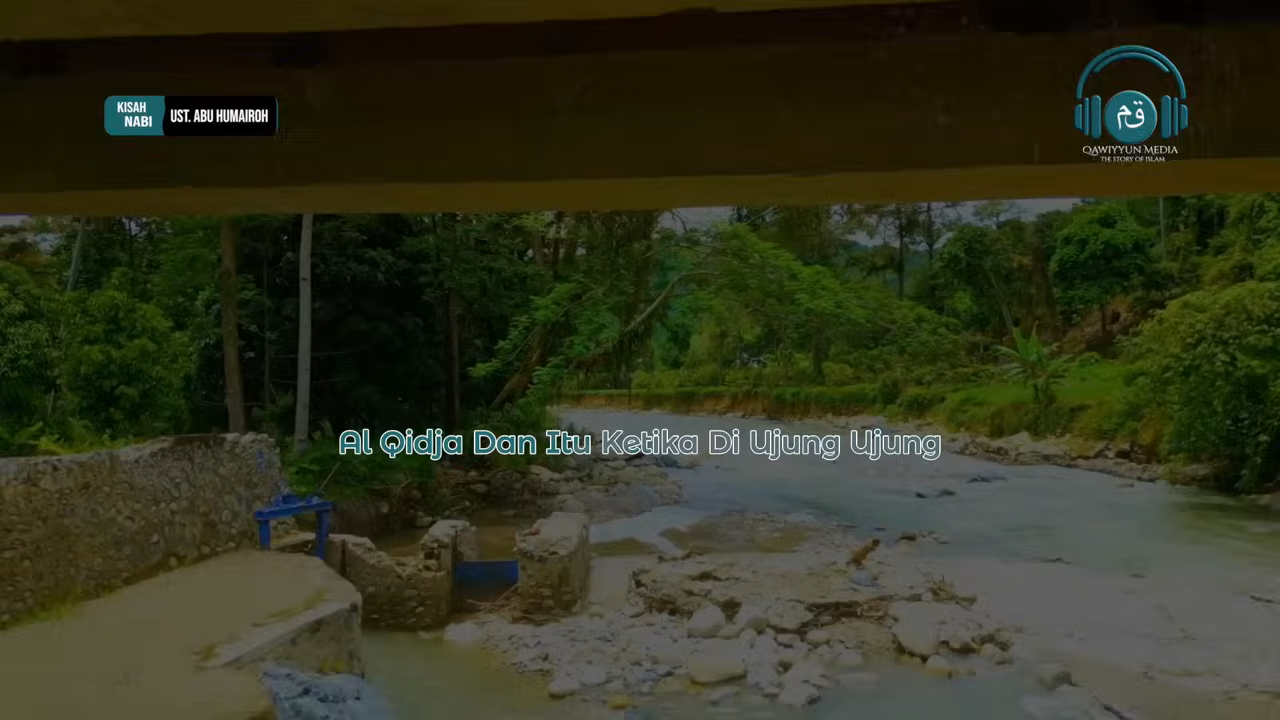 KISAH
NABI
UST. ABU HUMAIROH
قم
QAWIYYUN MEDIA
THE STORY OF ISLAM
Al Qidja Dan Itu Ketika Di Ujung Ujung